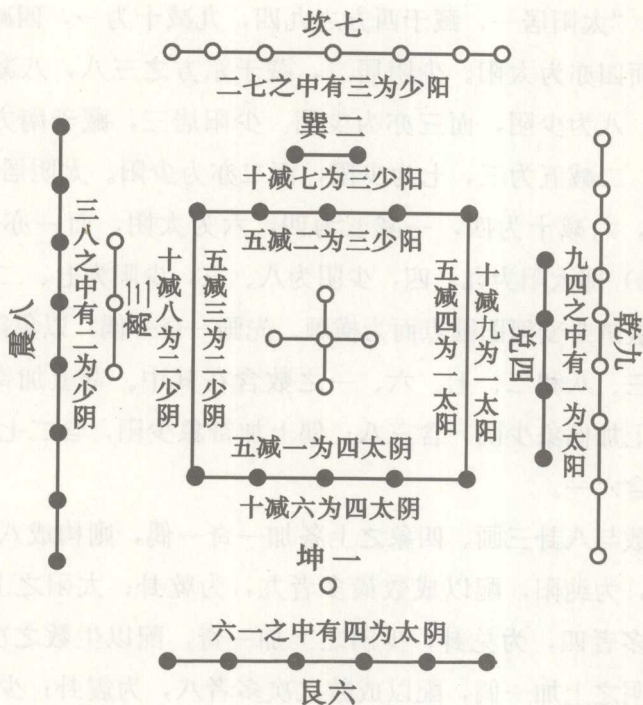 坎七
二七之中有三为少阳
巽二
十减七为三少阳
五减二为三少阳
震八
三八之中有二为少阴
离三
十减八为二少阴
五减三为二少阴
五减四为一太阳
十减九为一太阳
兑四
九四之中有一为太阳
乾九
五减一为四太阴
十减六为四太阴
坤一
六一之中有四为太阴
艮六